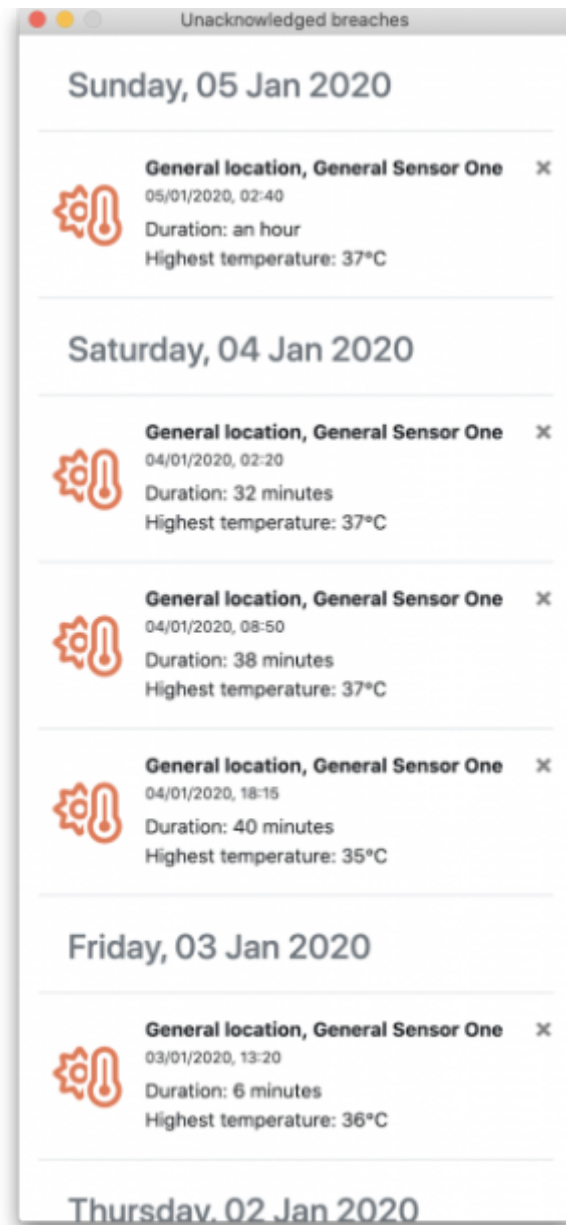 Unacknowledged breaches
Sunday, 05 Jan 2020
General location, General Sensor One
05/01/2020, 02:40
Duration: an hour
Highest temperature: 37°C
Saturday, 04 Jan 2020
General location, General Sensor One
04/01/2020, 02:20
Duration: 32 minutes
Highest temperature: 37°C
General location, General Sensor One
04/01/2020, 08:50
Duration: 38 minutes
Highest temperature: 37°C
General location, General Sensor One
04/01/2020, 18:15
Duration: 40 minutes
Highest temperature: 35°C
Friday, 03 Jan 2020
General location, General Sensor One
03/01/2020, 13:20
Duration: 6 minutes
Highest temperature: 36°C
Thursday, 02 Jan 2020